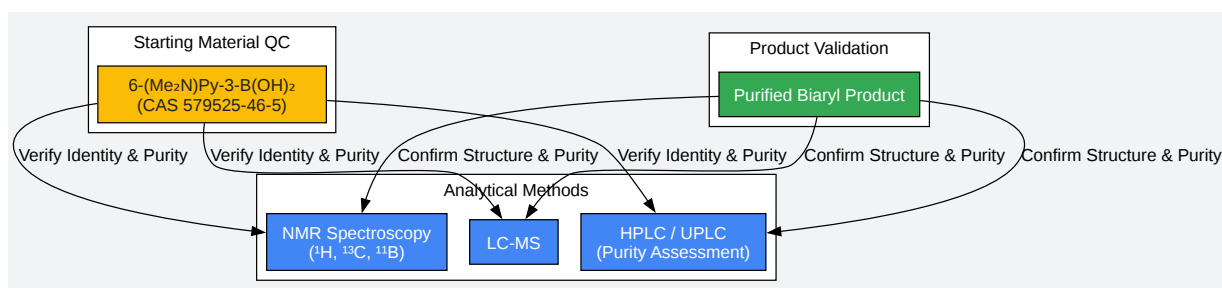 Starting Material QC
Product Validation
6-(Me₂N)Py-3-B(OH)₂
(CAS 579525-46-5)
Purified Biaryl Product
Verify Identity & Purity
Verify Identity & Purity
Confirm Structure & Purity
Verify Identity & Purity
Confirm Structure & Purity
Confirm Structure & Purity
Analytical Methods
NMR Spectroscopy
(¹H, ¹³C, ¹¹B)
LC-MS
HPLC / UPLC
(Purity Assessment)